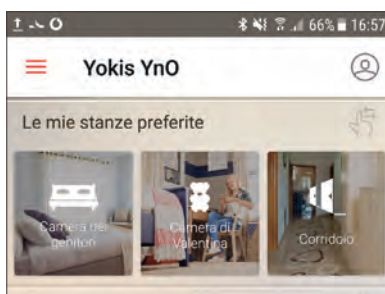 66% 16:57
Yokis YnO
Le mie stanze preferite
Camera dei
genitori
Camera di
Valentina
Corridoio